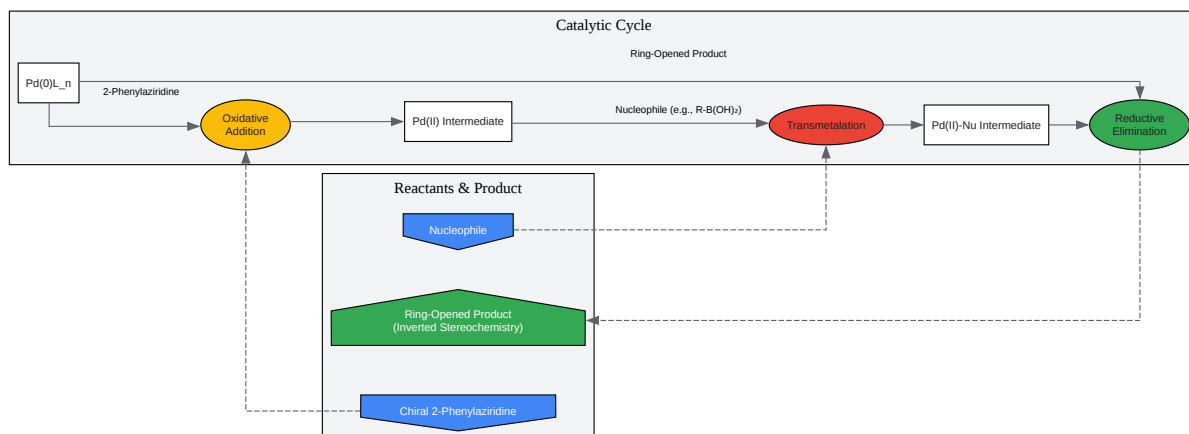 Catalytic Cycle
Ring-Opened Product
Pd(0)L_n
2-Phenylaziridine
Oxidative
Addition
Pd(II) Intermediate
Nucleophile (e.g., R-B(OH)₂)
Transmetalation
Pd(II)-Nu Intermediate
Reductive
Elimination
Reactants & Product
Nucleophile
Ring-Opened Product
(Inverted Stereochemistry)
Chiral 2-Phenylaziridine